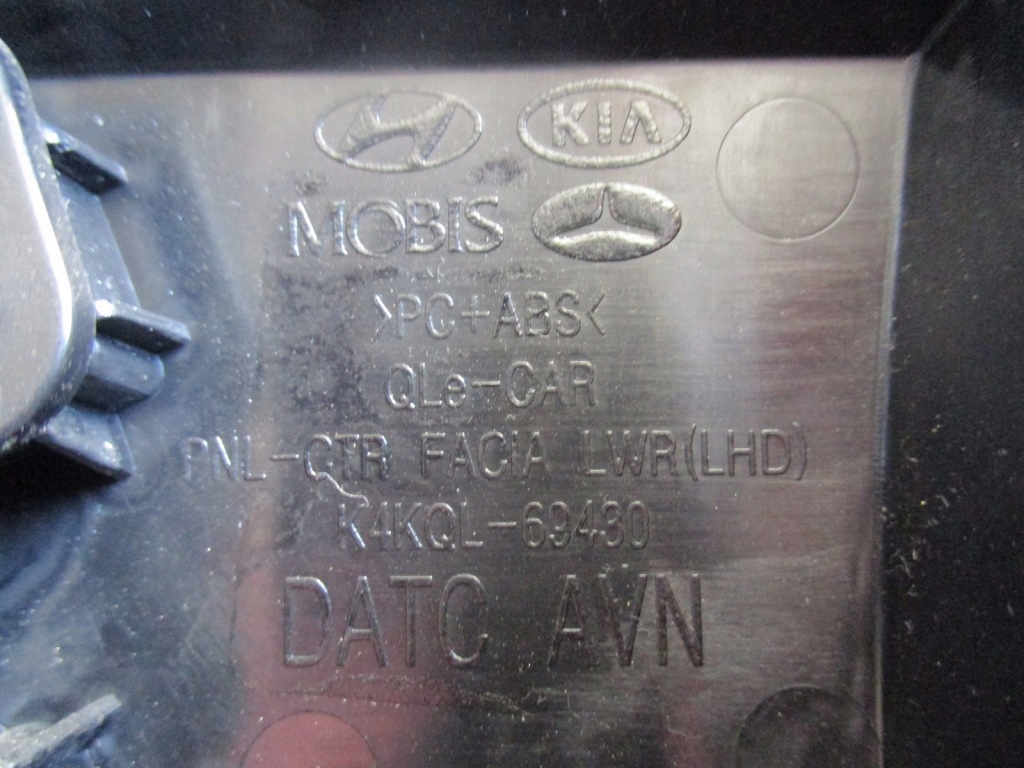 KIA
MOBIS
>PC+ABS<
QLe-CAR
PNL-CTR FACIA LWR(LHD)
K4KQL-69430
DATC AVN